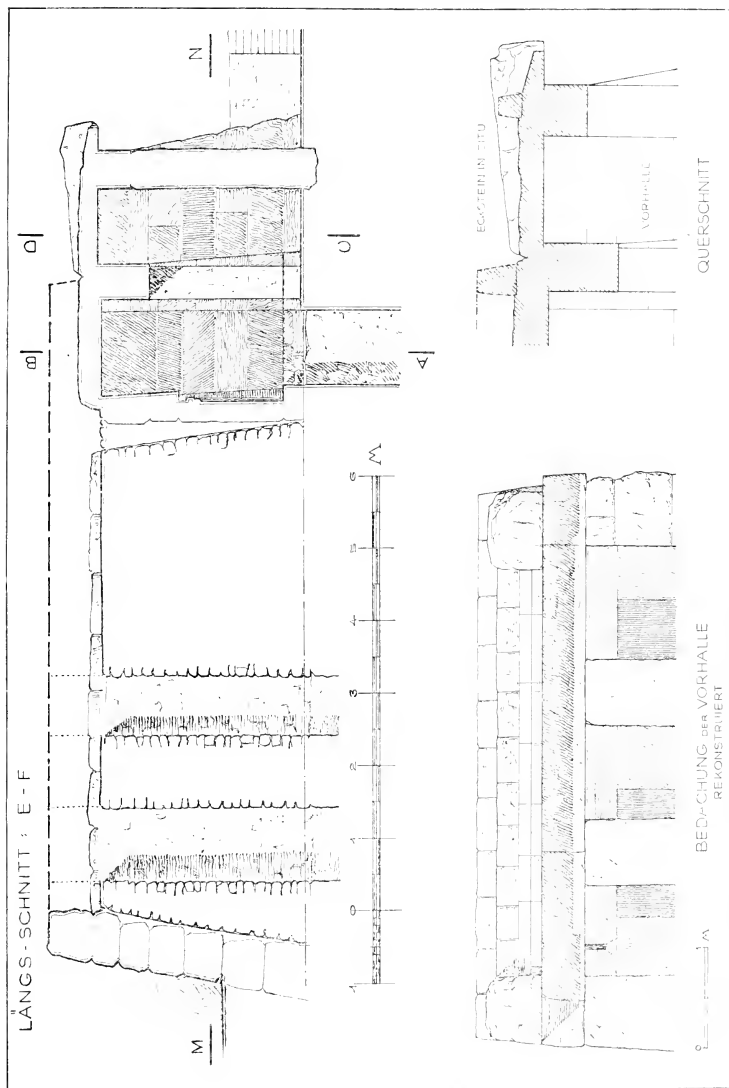 LÄNGS-SCHNITT : E-F
M
N
B
D
A
C
1 0 1 2 3 4 5 6 M
BEDACHUNG DER VORHALLE
REKONSTRUIERT
0 M
ECKSTEIN IN SITU
VORHALLE
QUERSCHNITT